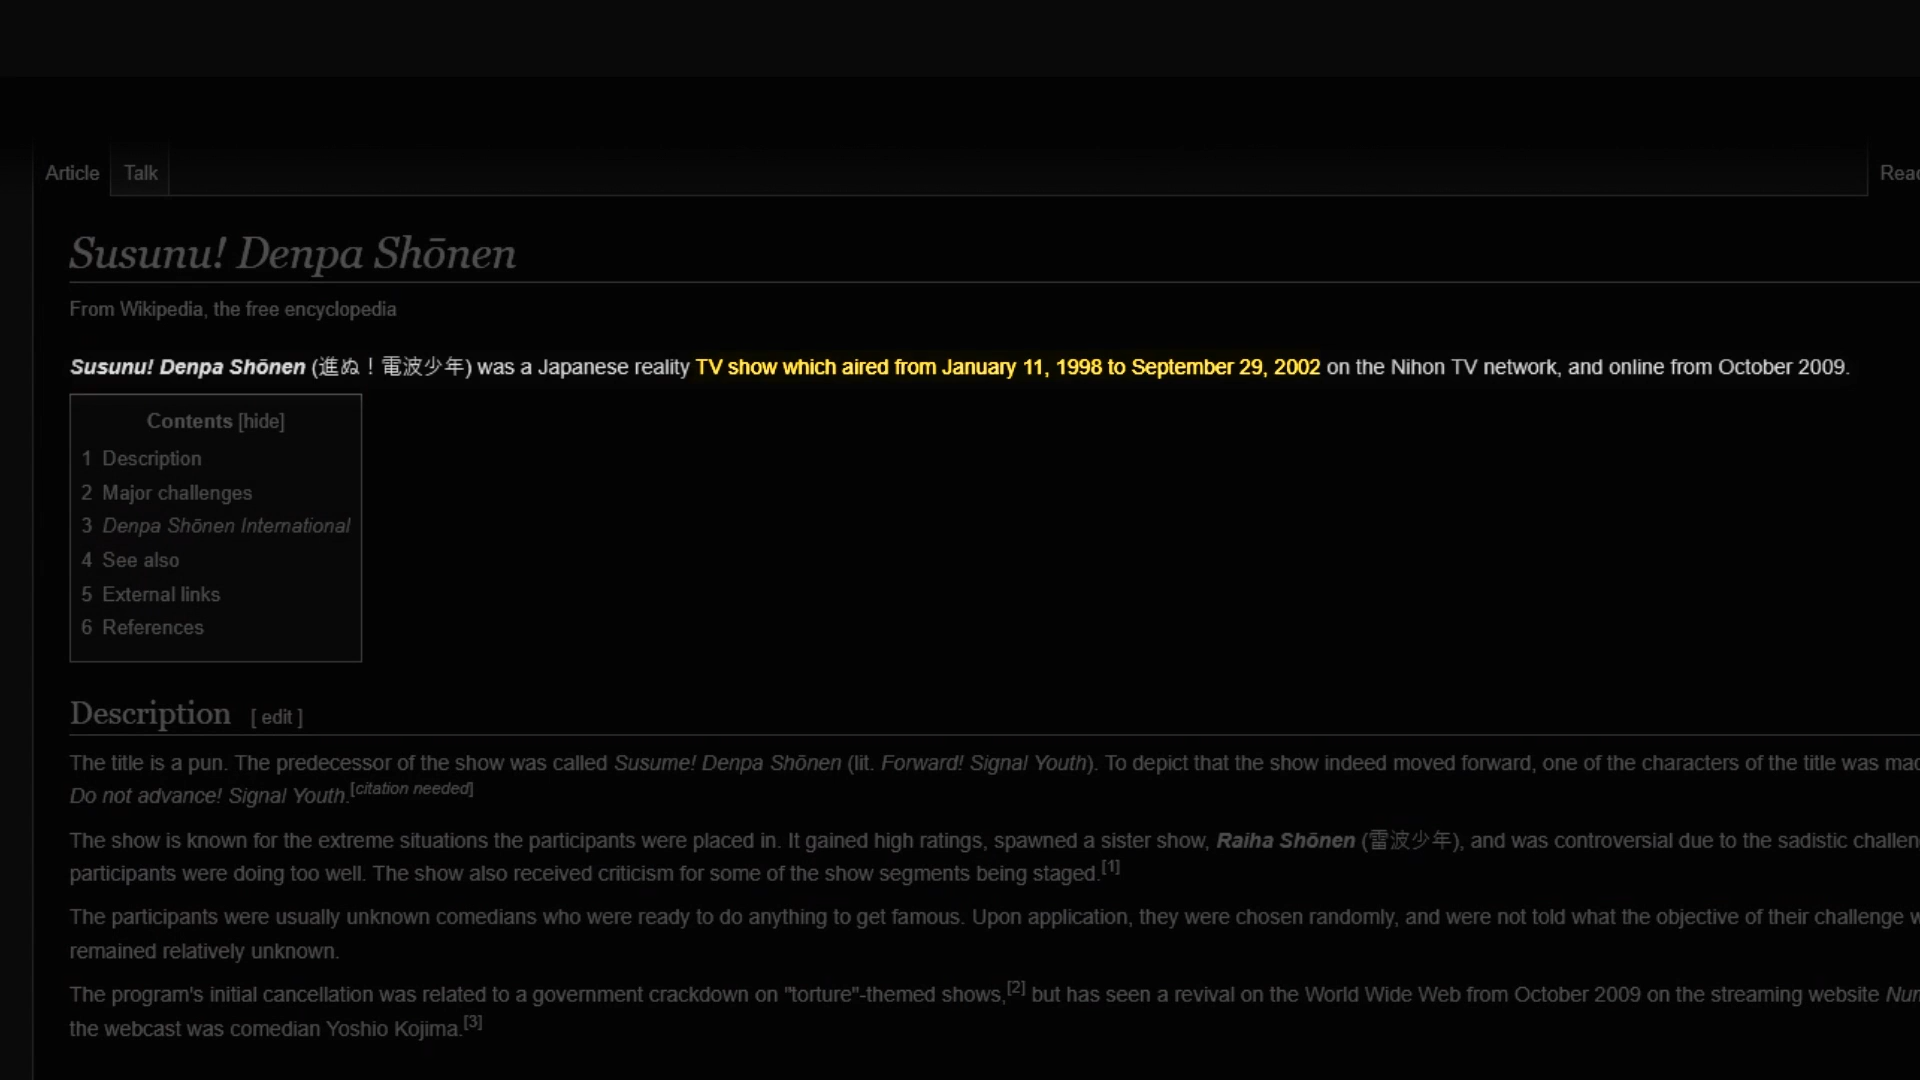 Article Talk
Susunu! Denpa Shōnen
From Wikipedia, the free encyclopedia
Susunu! Denpa Shōnen (進ぬ！電波少年) was a Japanese reality TV show which aired from January 11, 1998 to September 29, 2002 on the Nihon TV network, and online from October 2009.
Contents [hide]
1 Description
2 Major challenges
3 Denpa Shōnen International
4 See also
5 External links
6 References
Description [ edit ]
The title is a pun. The predecessor of the show was called Susume! Denpa Shōnen (lit. Forward! Signal Youth). To depict that the show indeed moved forward, one of the characters of the title was
Do not advance! Signal Youth.[citation needed]
The show is known for the extreme situations the participants were placed in. It gained high ratings, spawned a sister show, Raiha Shōnen (雷波少年), and was controversial due to the sadistic
participants were doing too well. The show also received criticism for some of the show segments being staged.[1]
The participants were usually unknown comedians who were ready to do anything to get famous. Upon application, they were chosen randomly, and were not told what the objective of their challenge
remained relatively unknown.
The program's initial cancellation was related to a government crackdown on "torture"-themed shows,[2] but has seen a revival on the World Wide Web from October 2009 on the streaming website
the webcast was comedian Yoshio Kojima.[3]